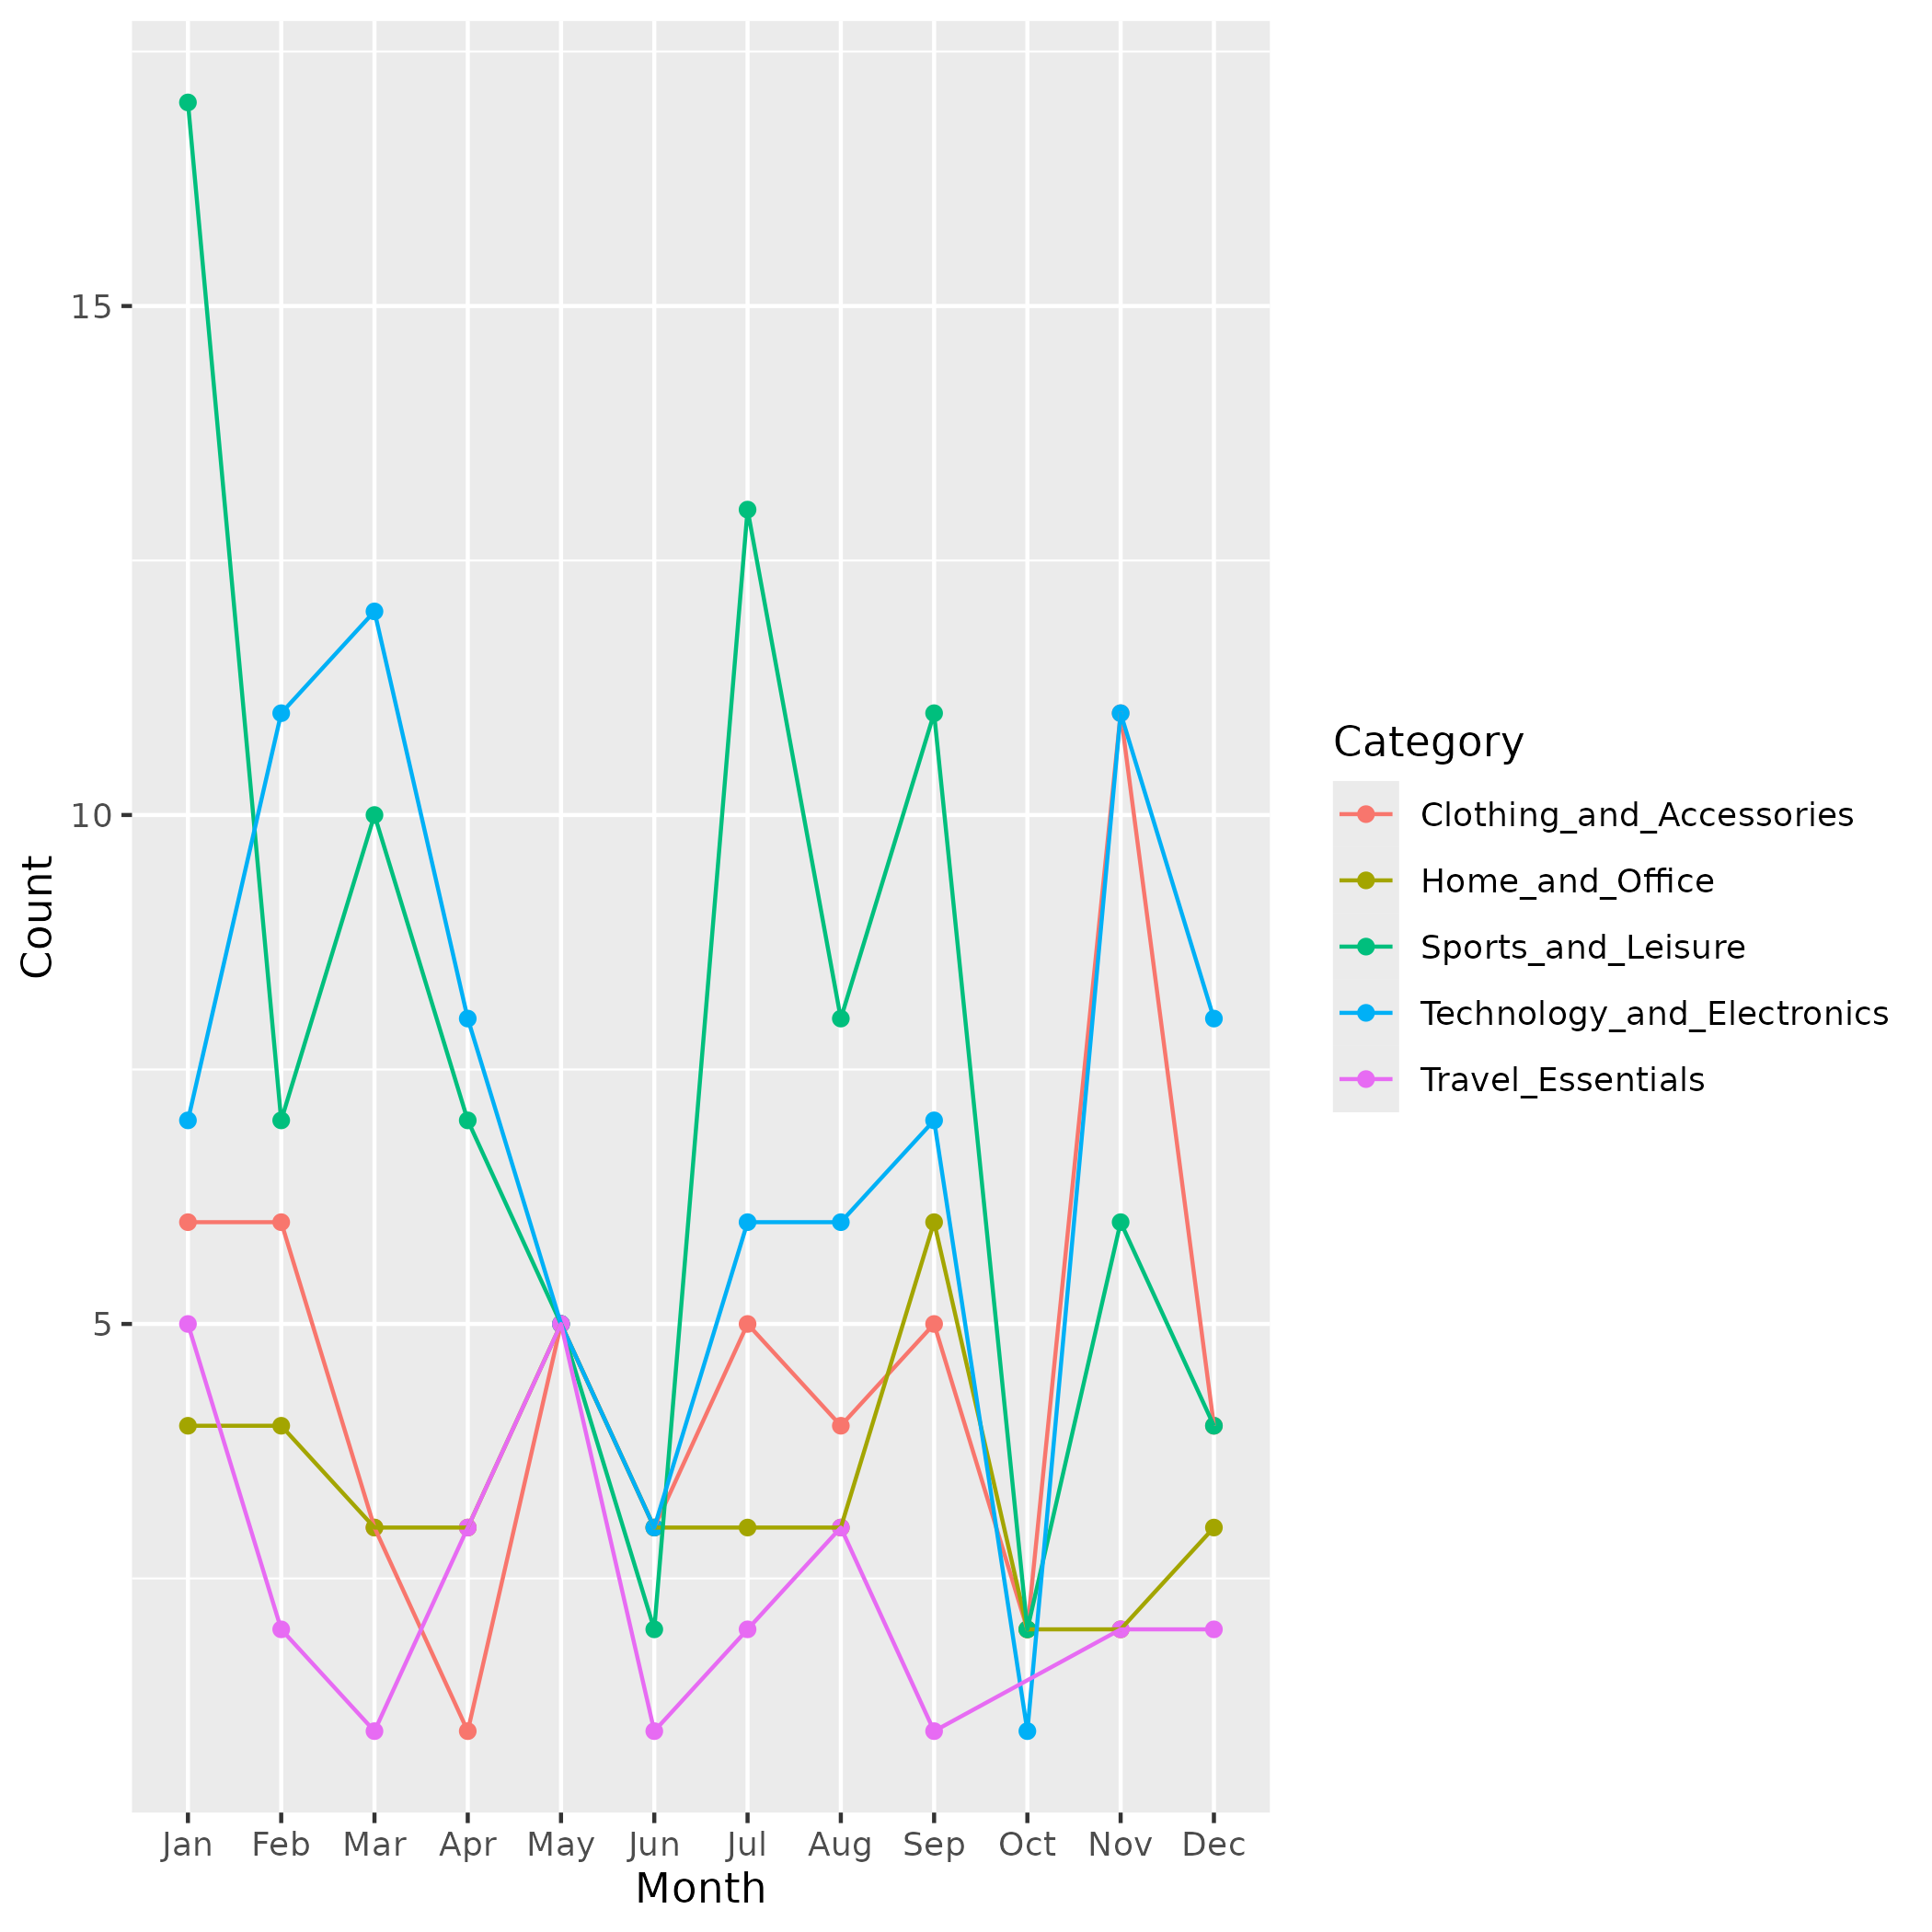 15
10
5
Count
Jan Feb Mar Apr May Jun Jul Aug Sep Oct Nov Dec
Month
Category
Clothing_and_Accessories
Home_and_Office
Sports_and_Leisure
Technology_and_Electronics
Travel_Essentials